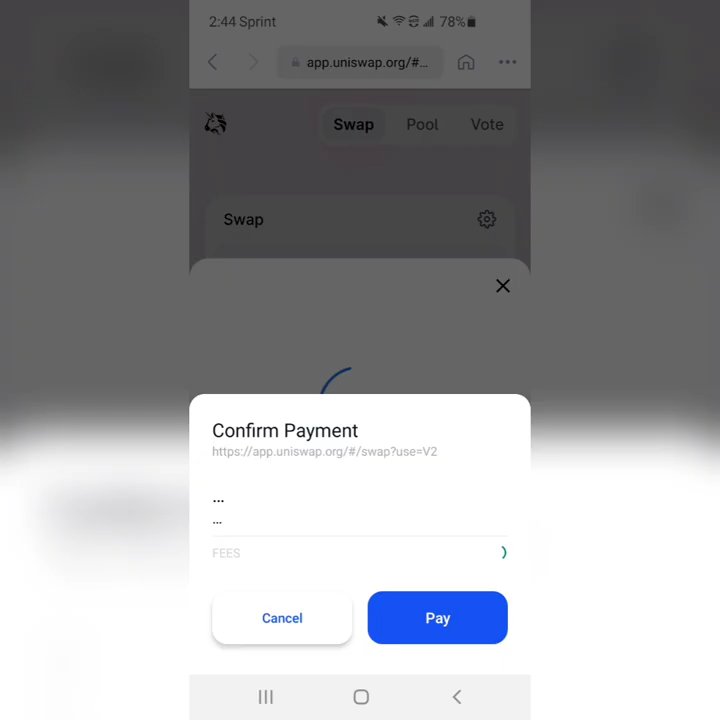 2:44 Sprint
78%
app.uniswap.org/#...
Swap Pool Vote
Swap
Confirm Payment
https://app.uniswap.org/#/swap?use=V2
...
...
FEES
Cancel Pay